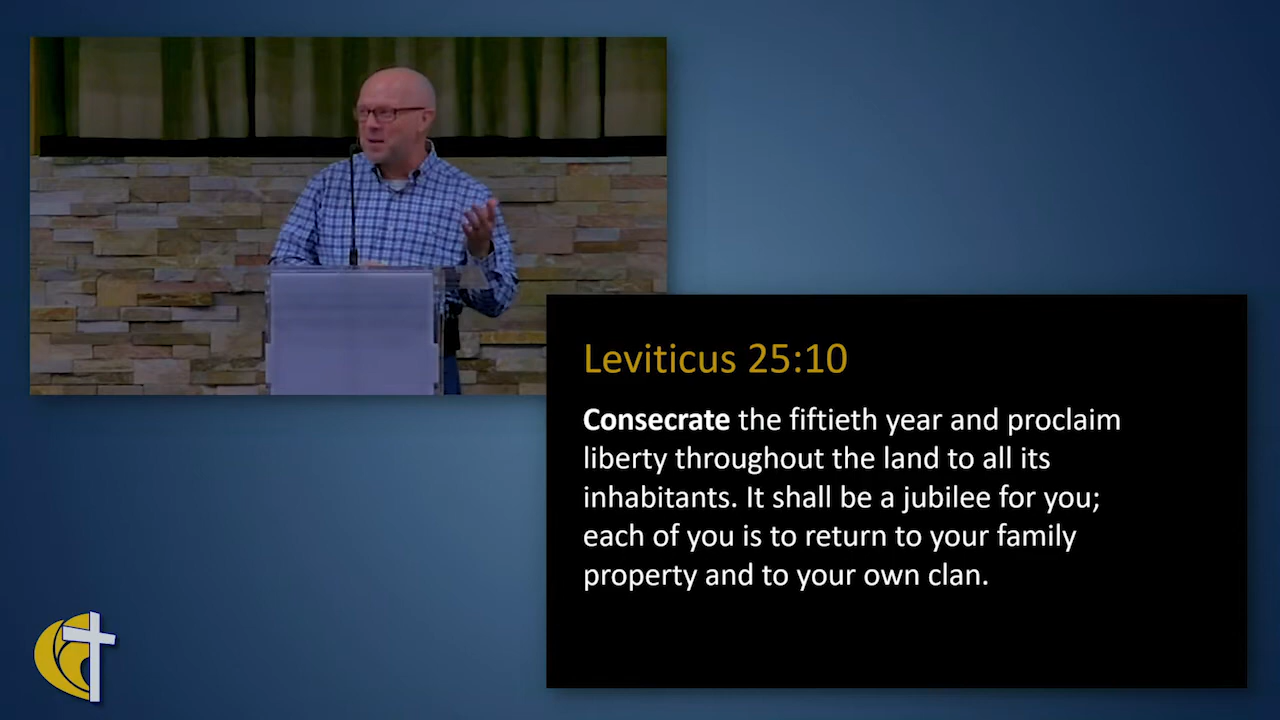 Leviticus 25:10
Consecrate the fiftieth year and proclaim
liberty throughout the land to all its
inhabitants. It shall be a jubilee for you;
each of you is to return to your family
property and to your own clan.